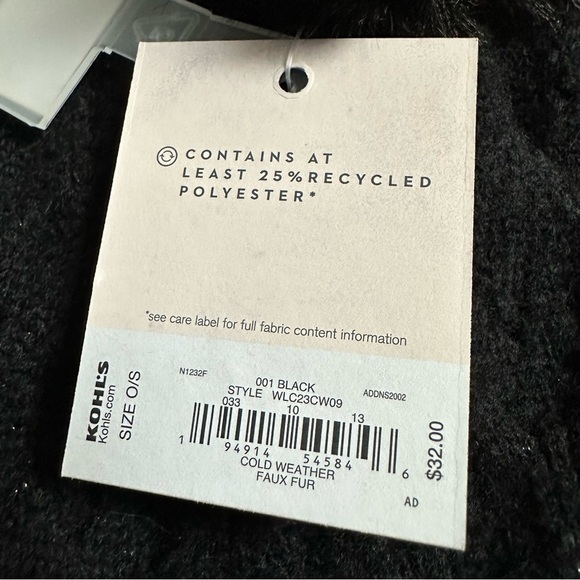 CONTAINS AT
LEAST 25% RECYCLED
POLYESTER*
*see care label for full fabric content information
KOHL'S
Kohls.com
SIZE O/S
N1232F
001 BLACK
ADDNS2002
STYLE WLC23CW09
033 10 13
1 94914 54584 6
COLD WEATHER
FAUX FUR
$32.00
AD